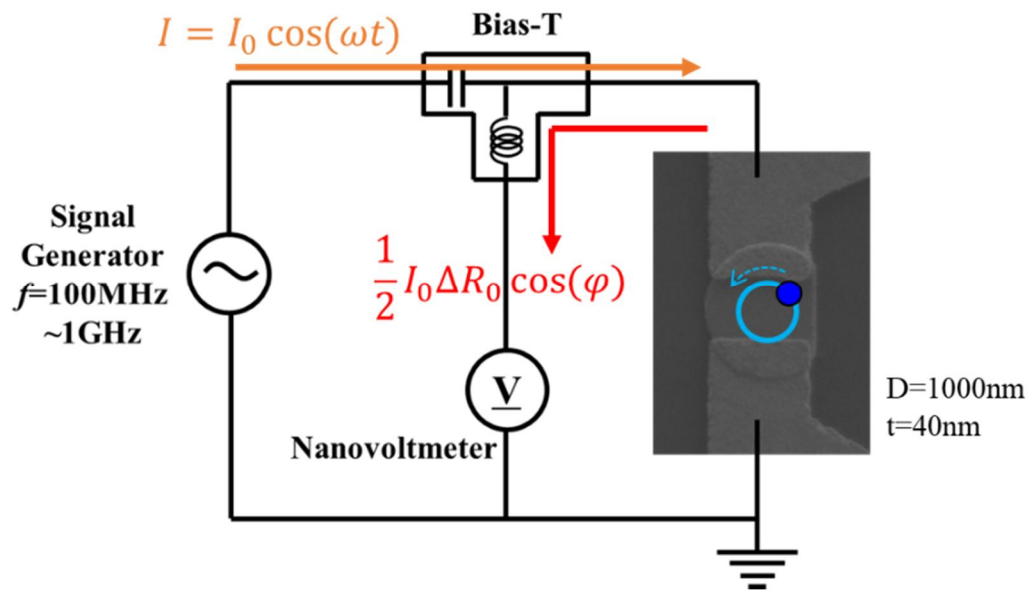 I = I₀ cos(ωt)
Bias-T
Signal
Generator
f=100MHz
~1GHz
½ I₀ΔR₀ cos(φ)
V
Nanovoltmeter
D=1000nm
t=40nm